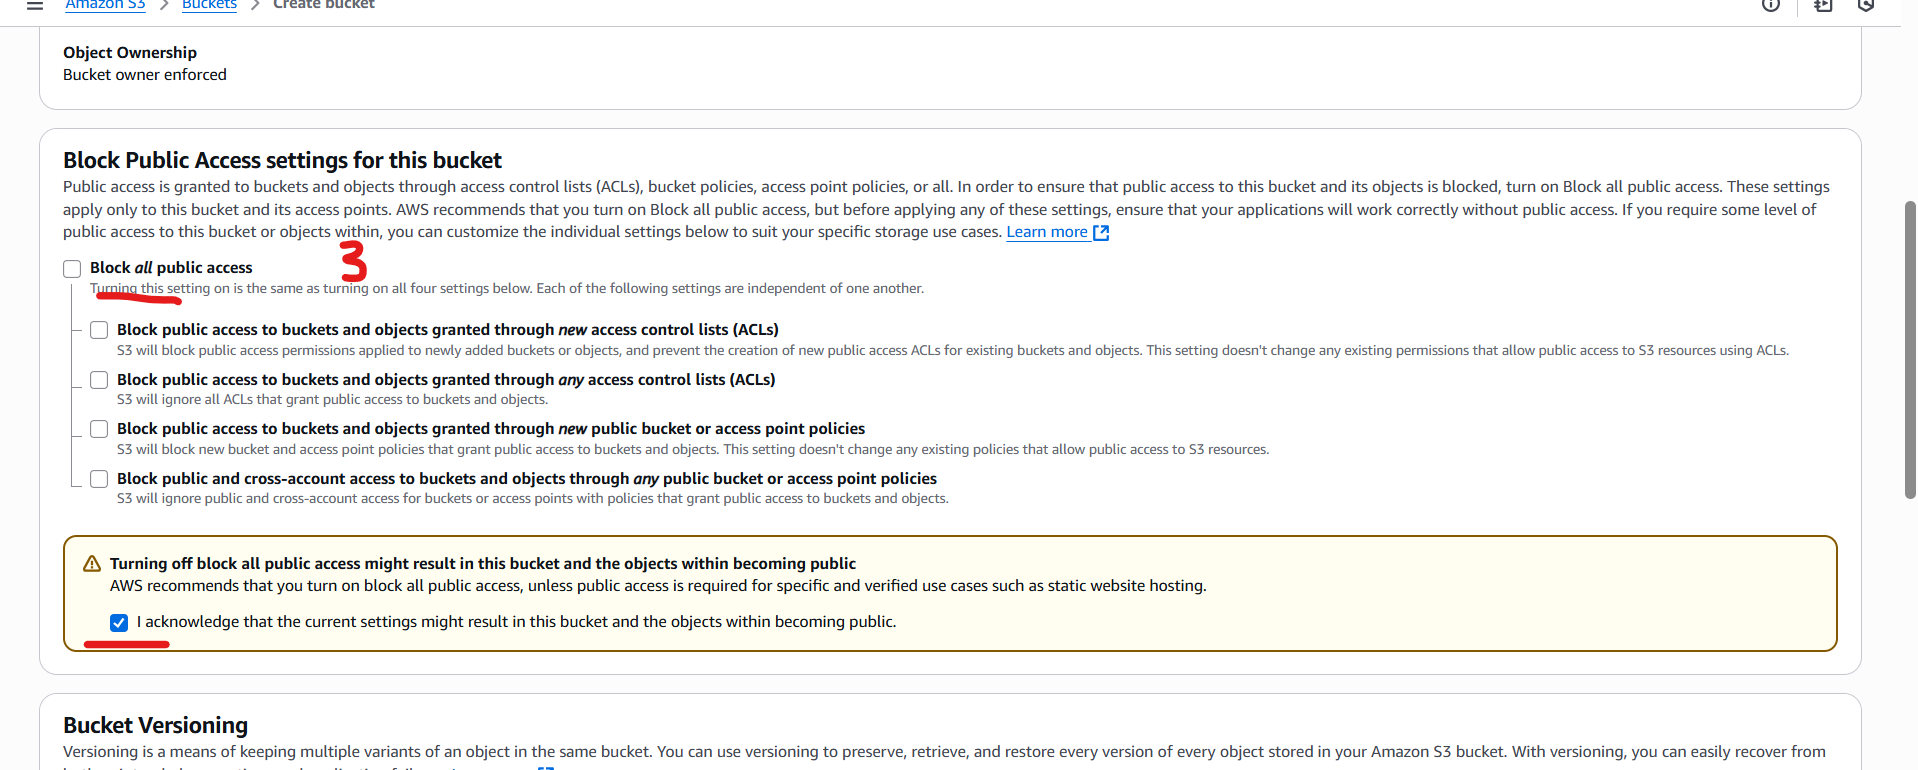 Amazon S3 > Buckets > Create bucket
Object Ownership
Bucket owner enforced
Block Public Access settings for this bucket
Public access is granted to buckets and objects through access control lists (ACLs), bucket policies, access point policies, or all. In order to ensure that public access to this bucket and its objects is blocked, turn on Block all public access. These settings
apply only to this bucket and its access points. AWS recommends that you turn on Block all public access, but before applying any of these settings, ensure that your applications will work correctly without public access. If you require some level of
public access to this bucket or objects within, you can customize the individual settings below to suit your specific storage use cases. Learn more
3
Block all public access
Turning this setting on is the same as turning on all four settings below. Each of the following settings are independent of one another.
Block public access to buckets and objects granted through new access control lists (ACLs)
S3 will block public access permissions applied to newly added buckets or objects, and prevent the creation of new public access ACLs for existing buckets and objects. This setting doesn't change any existing permissions that allow public access to S3 resources using ACLs.
Block public access to buckets and objects granted through any access control lists (ACLs)
S3 will ignore all ACLs that grant public access to buckets and objects.
Block public access to buckets and objects granted through new public bucket or access point policies
S3 will block new bucket and access point policies that grant public access to buckets and objects. This setting doesn't change any existing policies that allow public access to S3 resources.
Block public and cross-account access to buckets and objects through any public bucket or access point policies
S3 will ignore public and cross-account access for buckets or access points with policies that grant public access to buckets and objects.
Turning off block all public access might result in this bucket and the objects within becoming public
AWS recommends that you turn on block all public access, unless public access is required for specific and verified use cases such as static website hosting.
I acknowledge that the current settings might result in this bucket and the objects within becoming public.
Bucket Versioning
Versioning is a means of keeping multiple variants of an object in the same bucket. You can use versioning to preserve, retrieve, and restore every version of every object stored in your Amazon S3 bucket. With versioning, you can easily recover from